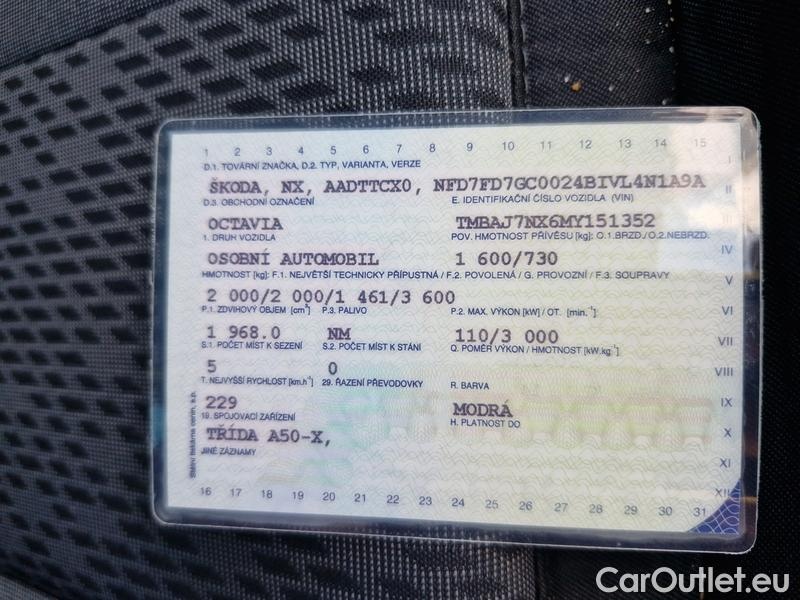 1 2 3 4 5 6 7 8 9 10 11 12 13 14 15
D.1. TOVÁRNÍ ZNAČKA, D.2. TYP, VARIANTA, VERZE
I
ŠKODA, NX, AADTTCX0, NFD7FD7GC0024BIVL4N1A9A
II
D.3. OBCHODNÍ OZNAČENÍ E. IDENTIFIKAČNÍ ČÍSLO VOZIDLA (VIN)
OCTAVIA TMBAJ7NX6MY151352
III
1. DRUH VOZIDLA POV. HMOTNOST PŘÍVĚSU [kg]: O.1.BRZD./O.2.NEBRZD.
OSOBNÍ AUTOMOBIL 1 600/730
IV
HMOTNOST [kg]: F.1. NEJVĚTŠÍ TECHNICKY PŘÍPUSTNÁ / F.2. POVOLENÁ / G. PROVOZNÍ / F.3. SOUPRAVY
V
2 000/2 000/1 461/3 600
P.1. ZDVIHOVÝ OBJEM [cm³] P.3. PALIVO P.2. MAX. VÝKON [kW] / OT. [min.⁻¹]
VI
1 968.0 NM 110/3 000
VII
S.1. POČET MÍST K SEZENÍ S.2. POČET MÍST K STÁNÍ Q. POMĚR VÝKON / HMOTNOST [kW.kg⁻¹]
5 0
VIII
T. NEJVYŠŠÍ RYCHLOST [km.h⁻¹] 29. ŘAZENÍ PŘEVODOVKY R. BARVA
229 MODRÁ
IX
19. SPOJOVACÍ ZAŘÍZENÍ H. PLATNOST DO
TŘÍDA A50-X,
X
JINÉ ZÁZNAMY
XI
XII
16 17 18 19 20 21 22 23 24 25 26 27 28 29 30 31
Státní tiskárna cenin, s.p.
CarOutlet.eu